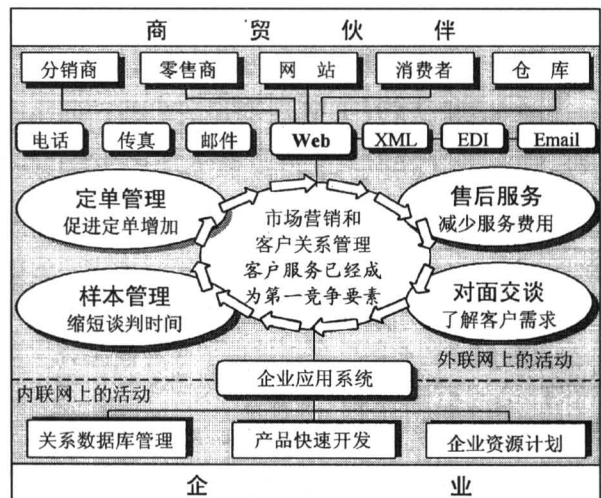 商贸伙伴
分销商 零售商 网站 消费者 仓库
电话 传真 邮件 Web XML EDI Email
定单管理
促进定单增加
售后服务
减少服务费用
市场营销和
客户关系管理
客户服务已经成
为第一竞争要素
样本管理
缩短谈判时间
对面交谈
了解客户需求
外联网上的活动
企业应用系统
内联网上的活动
关系数据库管理 产品快速开发 企业资源计划
企业